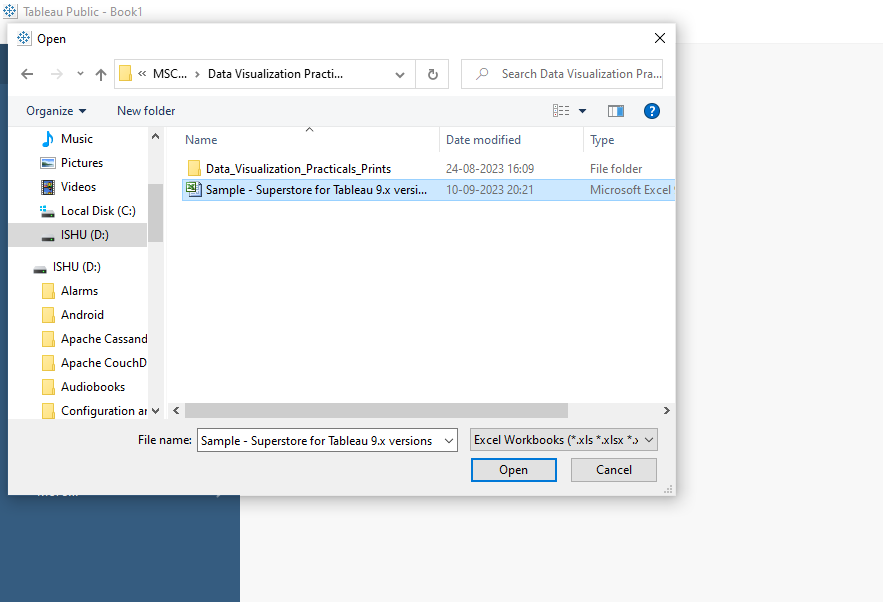 Tableau Public - Book1
Open
« MSC... › Data Visualization Practi...
Search Data Visualization Pra...
Organize
New folder
Music
Pictures
Videos
Local Disk (C:)
ISHU (D:)
ISHU (D:)
Alarms
Android
Apache Cassand
Apache CouchD
Audiobooks
Configuration ar
Name Date modified Type
Data_Visualization_Practicals_Prints 24-08-2023 16:09 File folder
Sample - Superstore for Tableau 9.x versi... 10-09-2023 20:21 Microsoft Excel
File name: Sample - Superstore for Tableau 9.x versions Excel Workbooks (*.xls *.xlsx *.x
Open Cancel